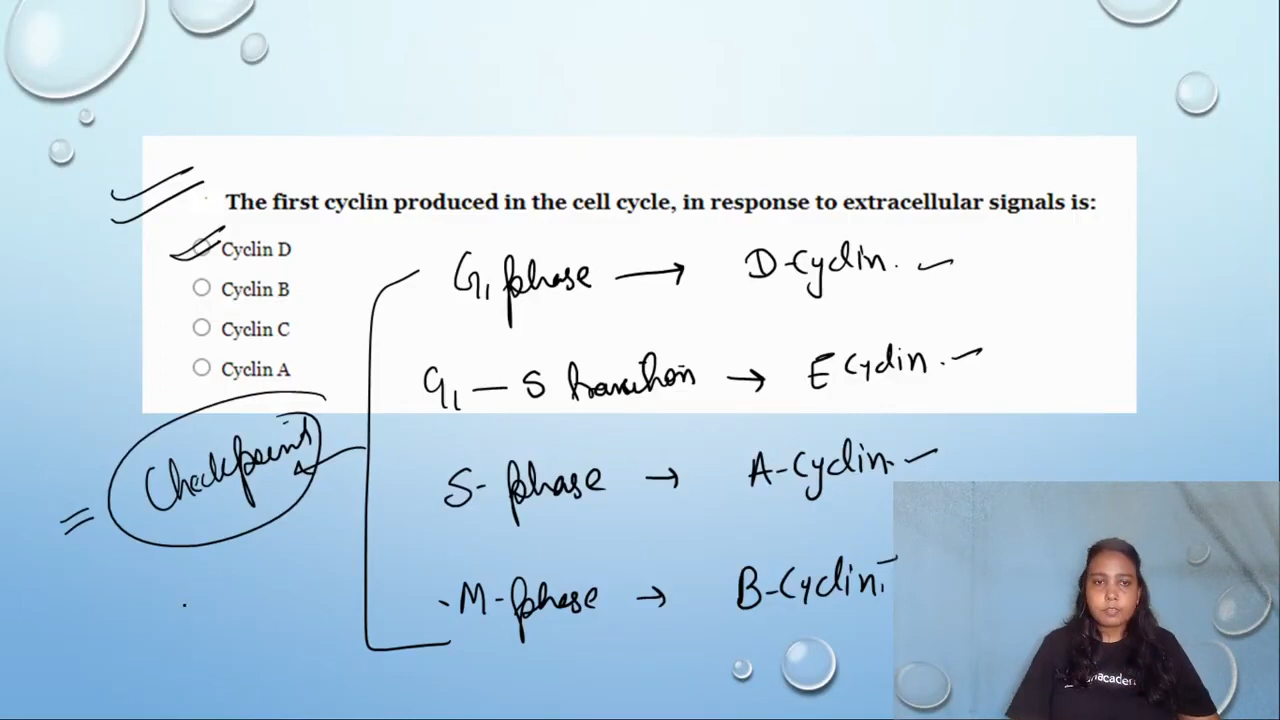 The first cyclin produced in the cell cycle, in response to extracellular signals is:
Cyclin D
Cyclin B
Cyclin C
Cyclin A
G1 phase → D-Cyclin.
G1 — S transition → E Cyclin.
S- phase → A-Cyclin.
M-phase → B-Cyclin.
Checkpoint